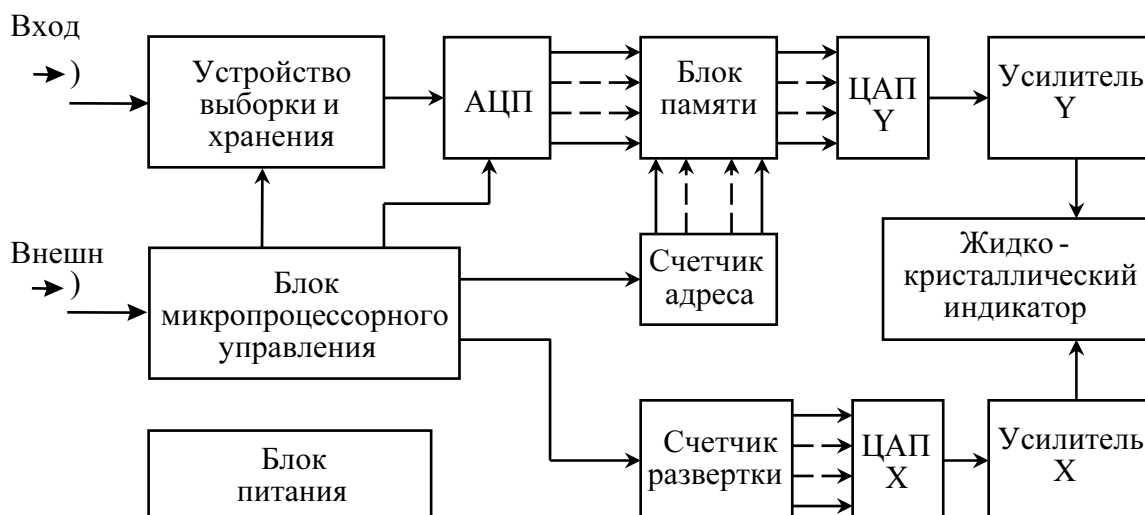 Вход
)
Устройство
выборки и
хранения
АЦП
Блок
памяти
ЦАП
Y
Усилитель
Y
Внешн
)
Блок
микропроцессорного
управления
Счетчик
адреса
Жидко -
кристаллический
индикатор
Блок
питания
Счетчик
развертки
ЦАП
X
Усилитель
X